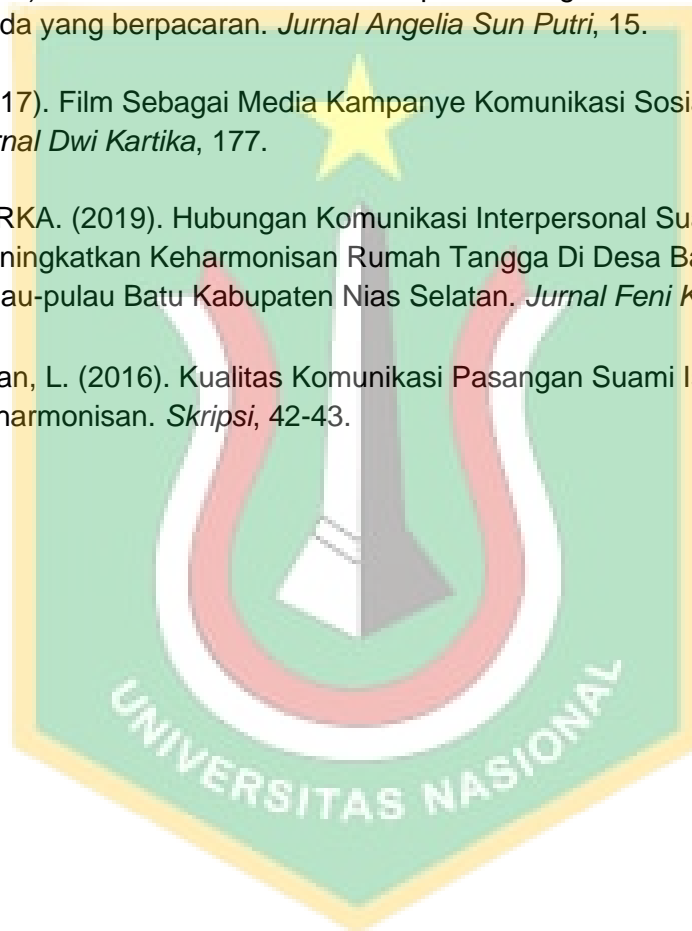 da yang berpacaran. Jurnal Angelia Sun Putri, 15.
17). Film Sebagai Media Kampanye Komunikasi Sosia
rnal Dwi Kartika, 177.
RKA. (2019). Hubungan Komunikasi Interpersonal Sua
ningkatkan Keharmonisan Rumah Tangga Di Desa Ba
au-pulau Batu Kabupaten Nias Selatan. Jurnal Feni K
an, L. (2016). Kualitas Komunikasi Pasangan Suami I
harmonisan. Skripsi, 42-43.
UNIVERSITAS NASIONAL